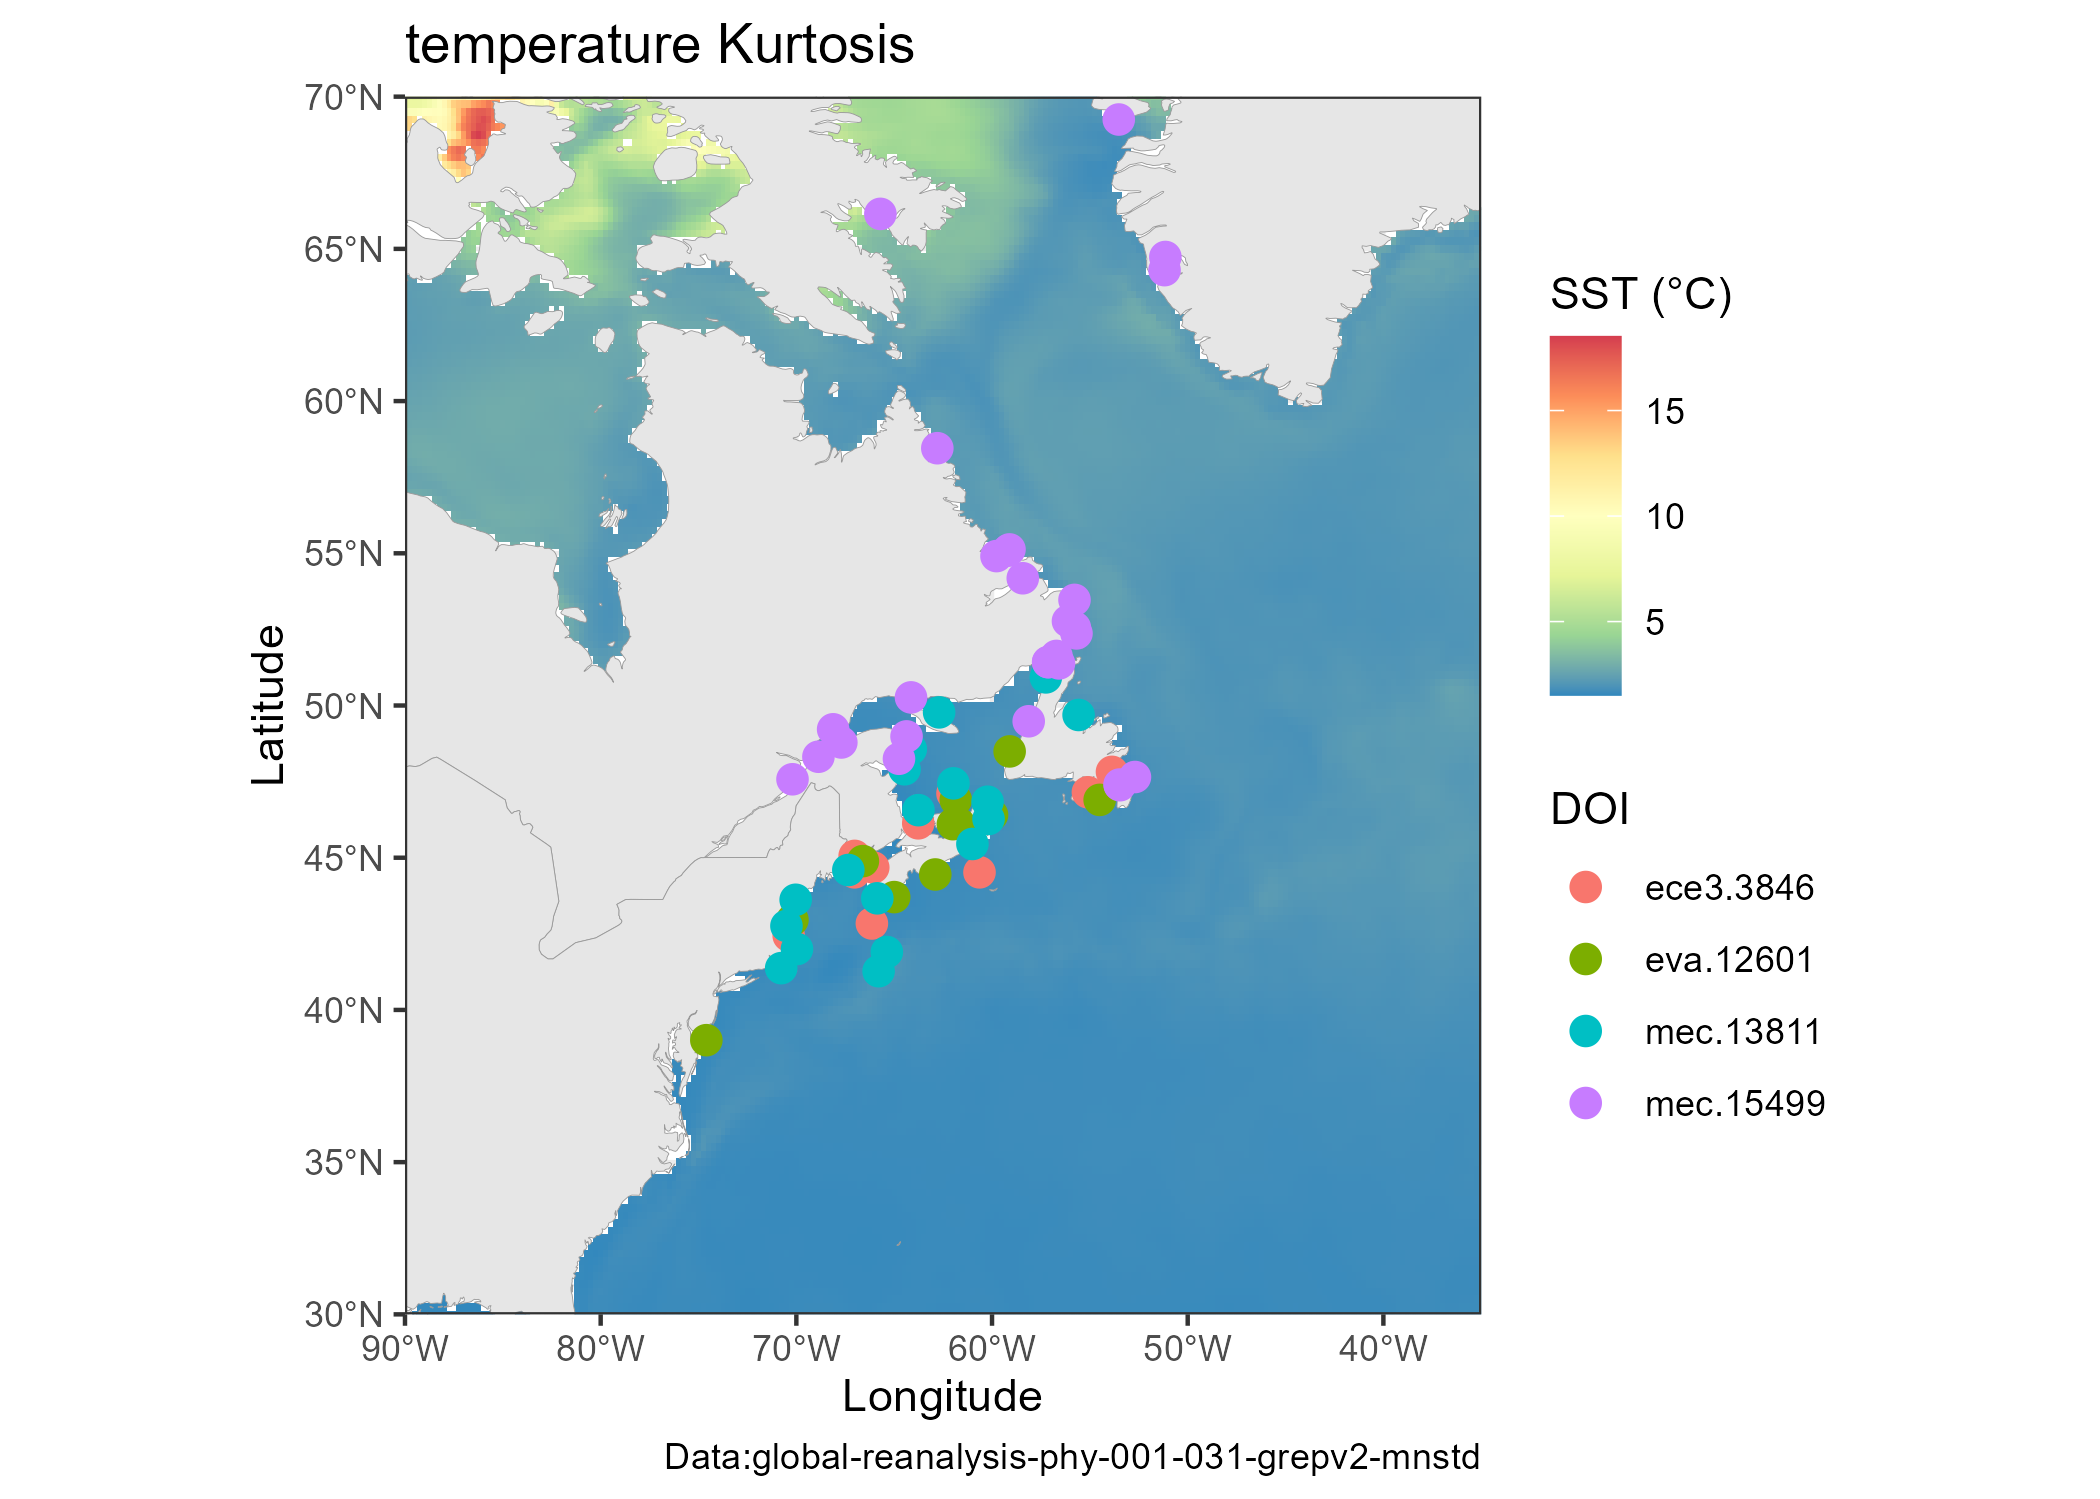 temperature Kurtosis
70°N
65°N
60°N
55°N
50°N
45°N
40°N
35°N
30°N
Latitude
90°W
80°W
70°W
60°W
50°W
40°W
Longitude
Data:global-reanalysis-phy-001-031-grepv2-mnstd
SST (°C)
15
10
5
DOI
ece3.3846
eva.12601
mec.13811
mec.15499